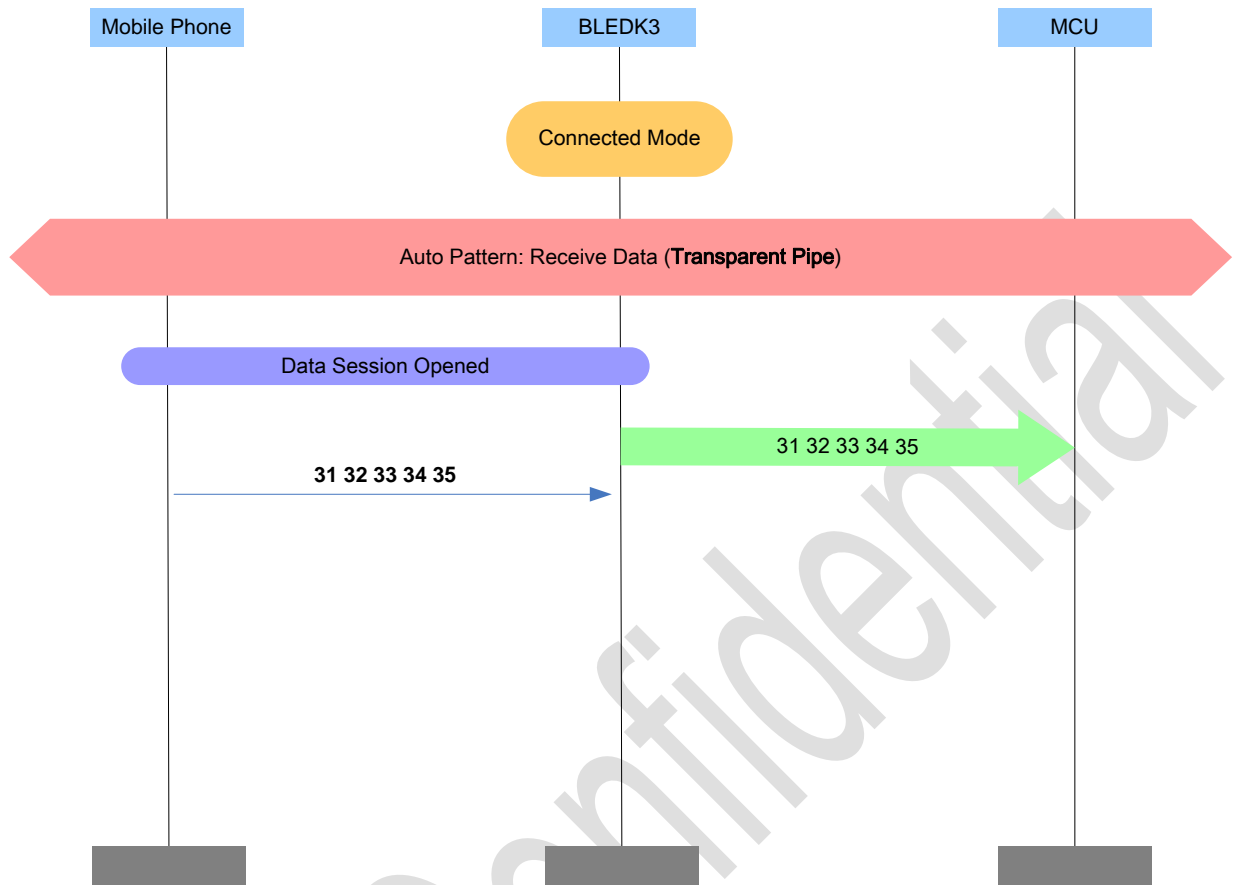 Mobile Phone
BLEDK3
MCU
Connected Mode
Auto Pattern: Receive Data (Transparent Pipe)
Data Session Opened
31 32 33 34 35
31 32 33 34 35
Confidential